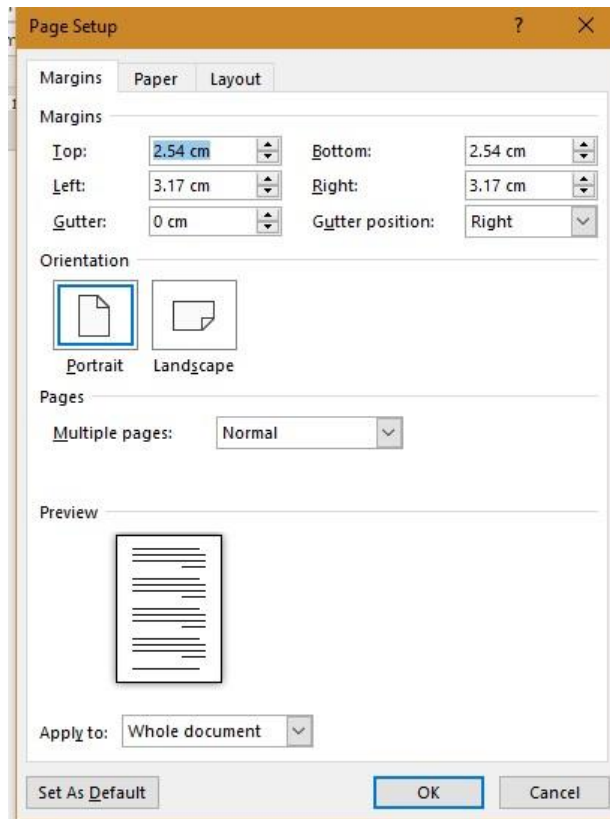 Page Setup ? ×
Margins Paper Layout
Margins
Top: 2.54 cm Bottom: 2.54 cm
Left: 3.17 cm Right: 3.17 cm
Gutter: 0 cm Gutter position: Right
Orientation
Portrait Landscape
Pages
Multiple pages: Normal
Preview
Apply to: Whole document
Set As Default OK Cancel